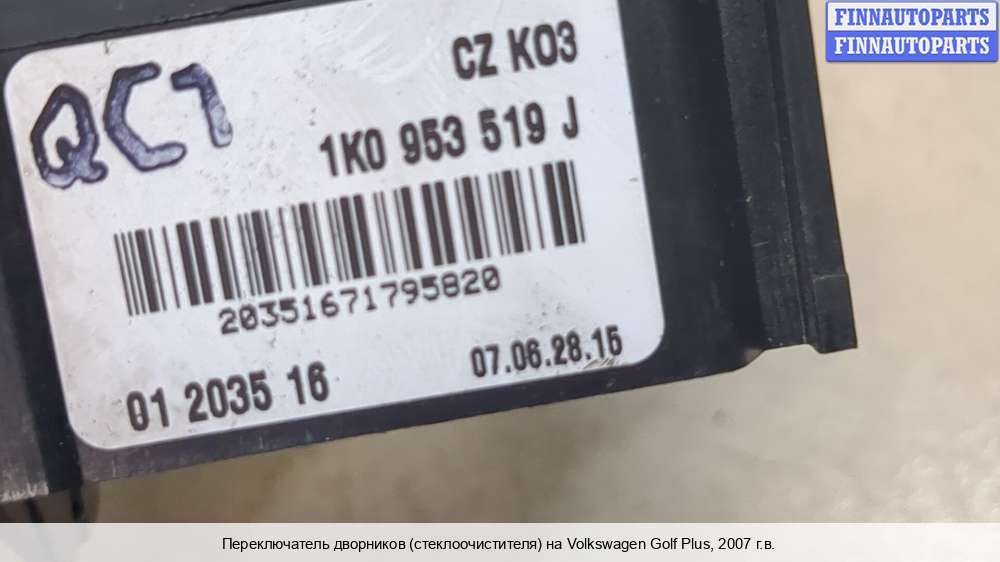 FINNAUTOPARTS
FINNAUTOPARTS
CZ K03
QC1
1K0 953 519 J
20351671795820
01 2035 16
07.06.28.15
Переключатель дворников (стеклоочистителя) на Volkswagen Golf Plus, 2007 г.в.